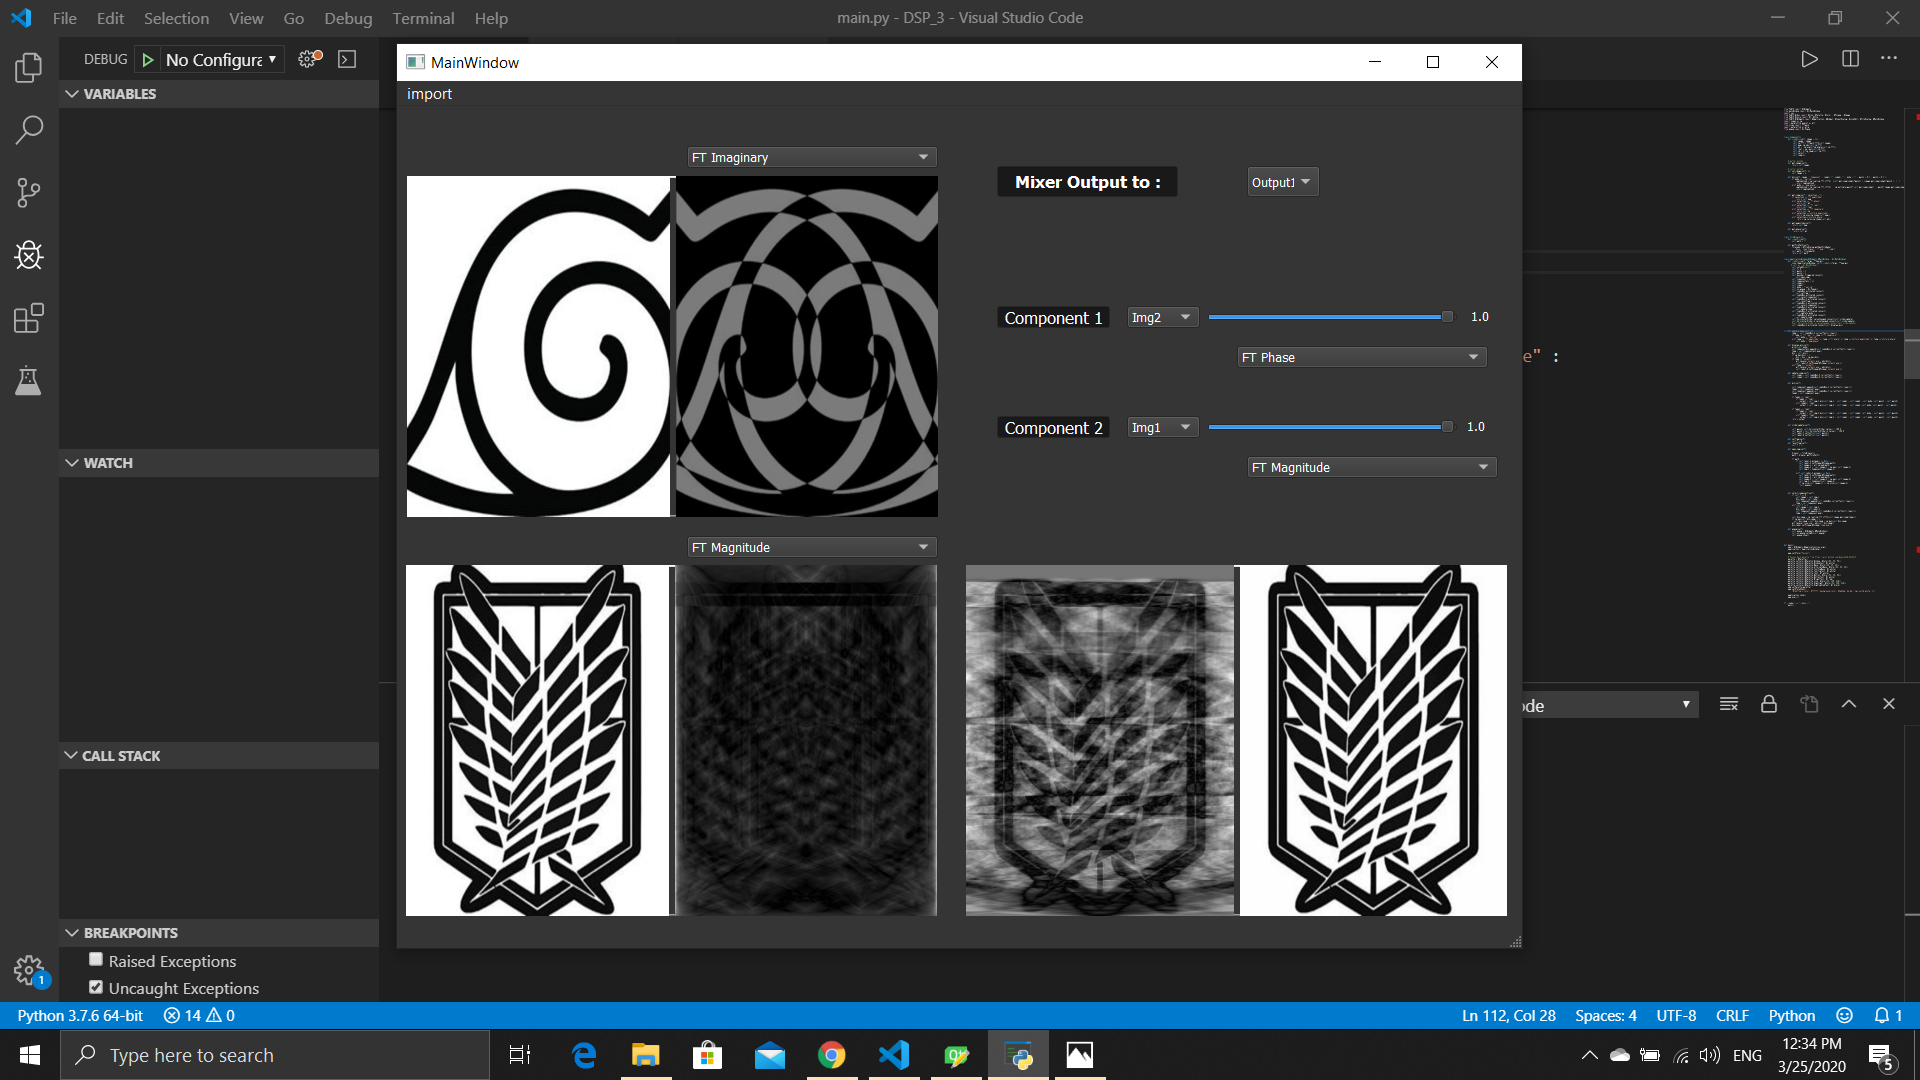 File Edit Selection View Go Debug Terminal Help
main.py - DSP_3 - Visual Studio Code
DEBUG No Configura
VARIABLES
WATCH
CALL STACK
BREAKPOINTS
Raised Exceptions
Uncaught Exceptions
MainWindow
import
FT Imaginary
Mixer Output to :
Output1
Component 1 Img2 1.0
FT Phase
Component 2 Img1 1.0
FT Magnitude
FT Magnitude
e" :
ode
Python 3.7.6 64-bit 14 0
Ln 112, Col 28 Spaces: 4 UTF-8 CRLF Python 1
1
Type here to search
ENG
12:34 PM
3/25/2020
5